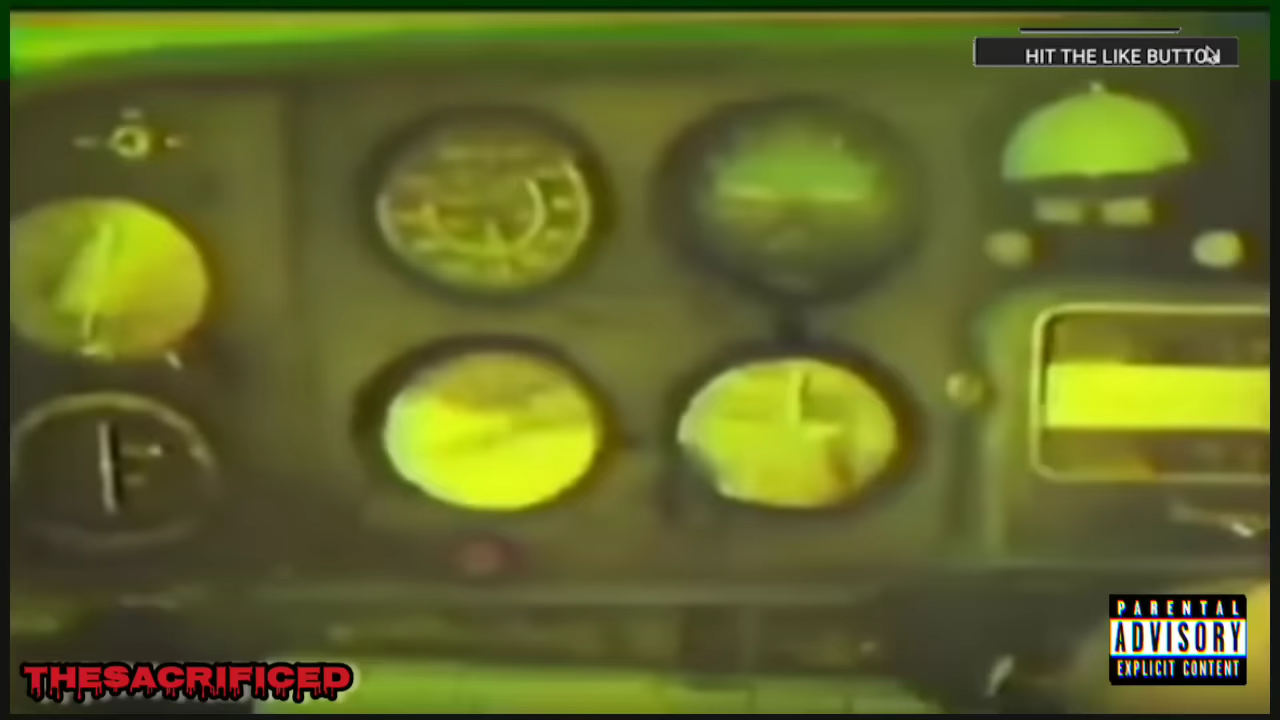 HIT THE LIKE BUTTON
PARENTAL
ADVISORY
EXPLICIT CONTENT
THESACRIFICED